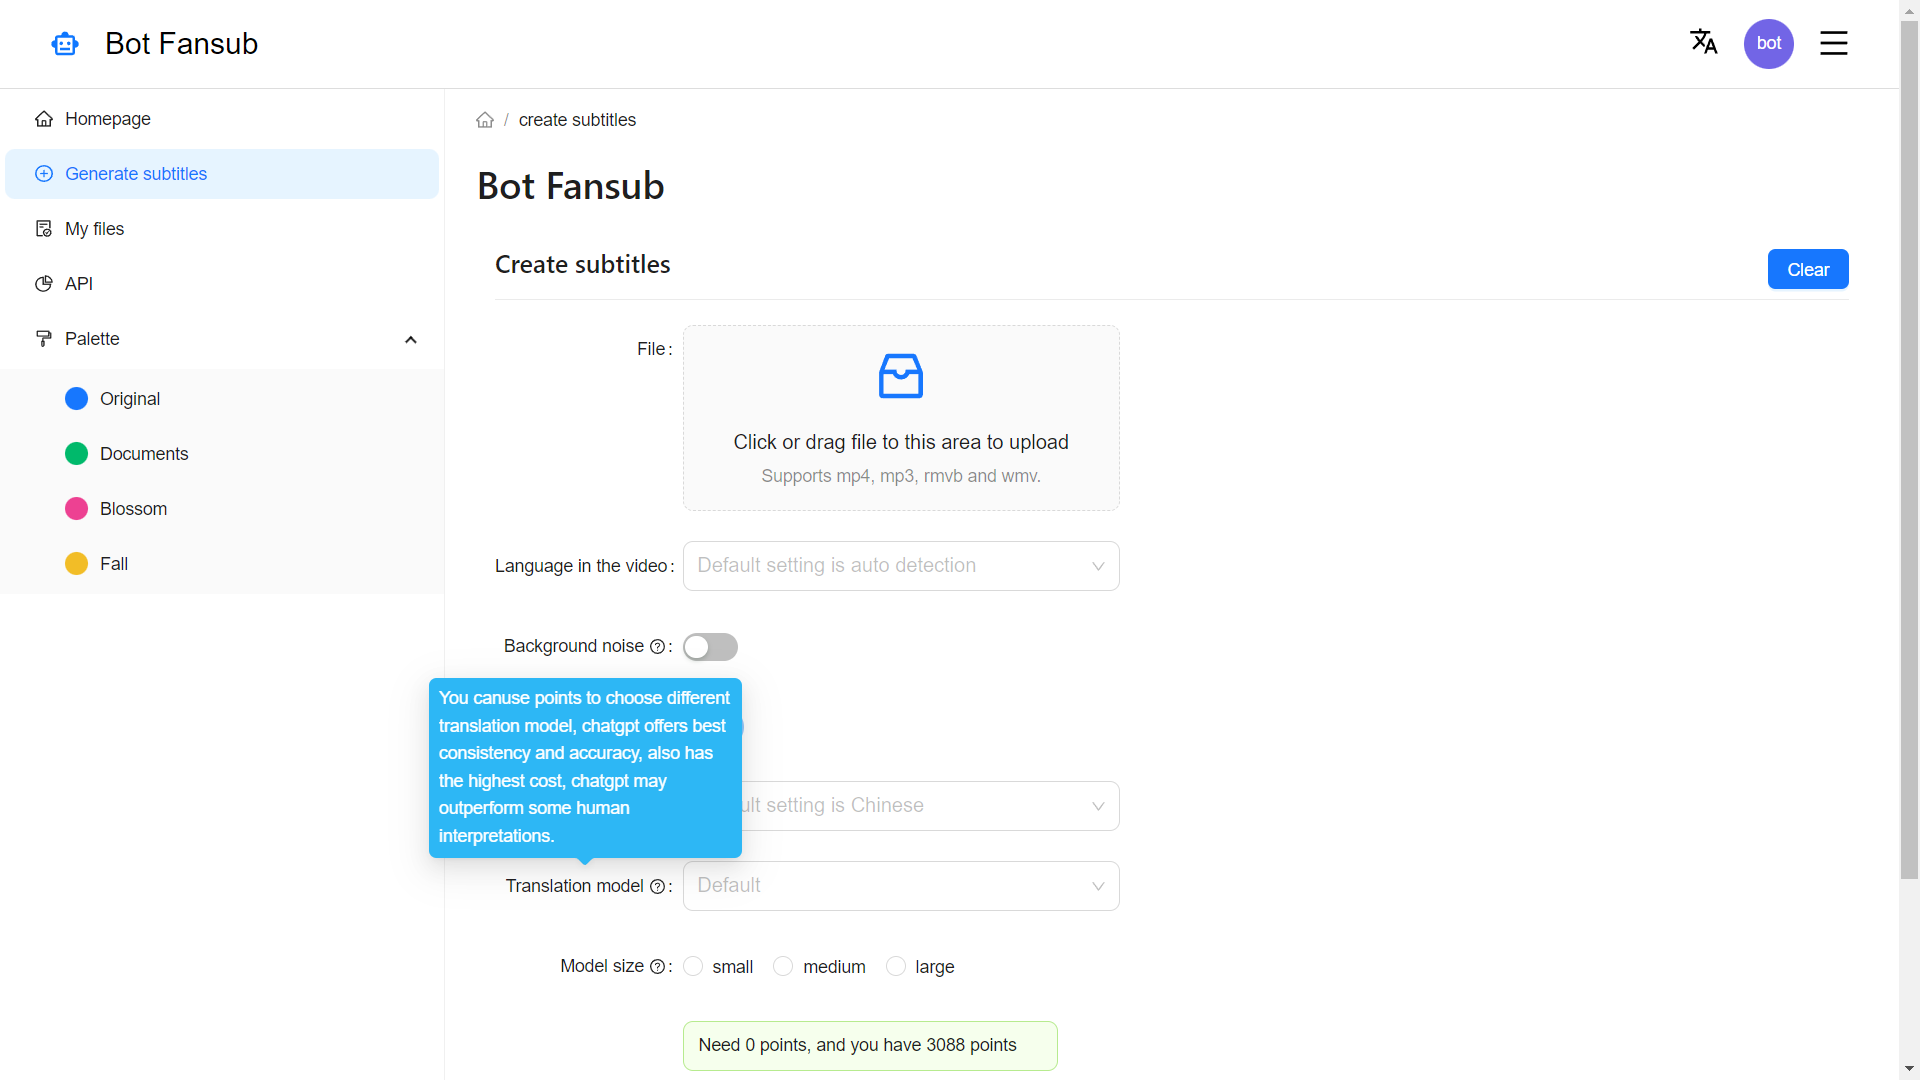 Bot Fansub
bot
Homepage
Generate subtitles
My files
API
Palette
Original
Documents
Blossom
Fall
/ create subtitles
Bot Fansub
Create subtitles
Clear
File :
Click or drag file to this area to upload
Supports mp4, mp3, rmvb and wmv.
Language in the video :
Default setting is auto detection
Background noise :
You canuse points to choose different
translation model, chatgpt offers best
consistency and accuracy, also has
the highest cost, chatgpt may
outperform some human
interpretations.
setting is Chinese
Translation model :
Default
Model size :
small
medium
large
Need 0 points, and you have 3088 points